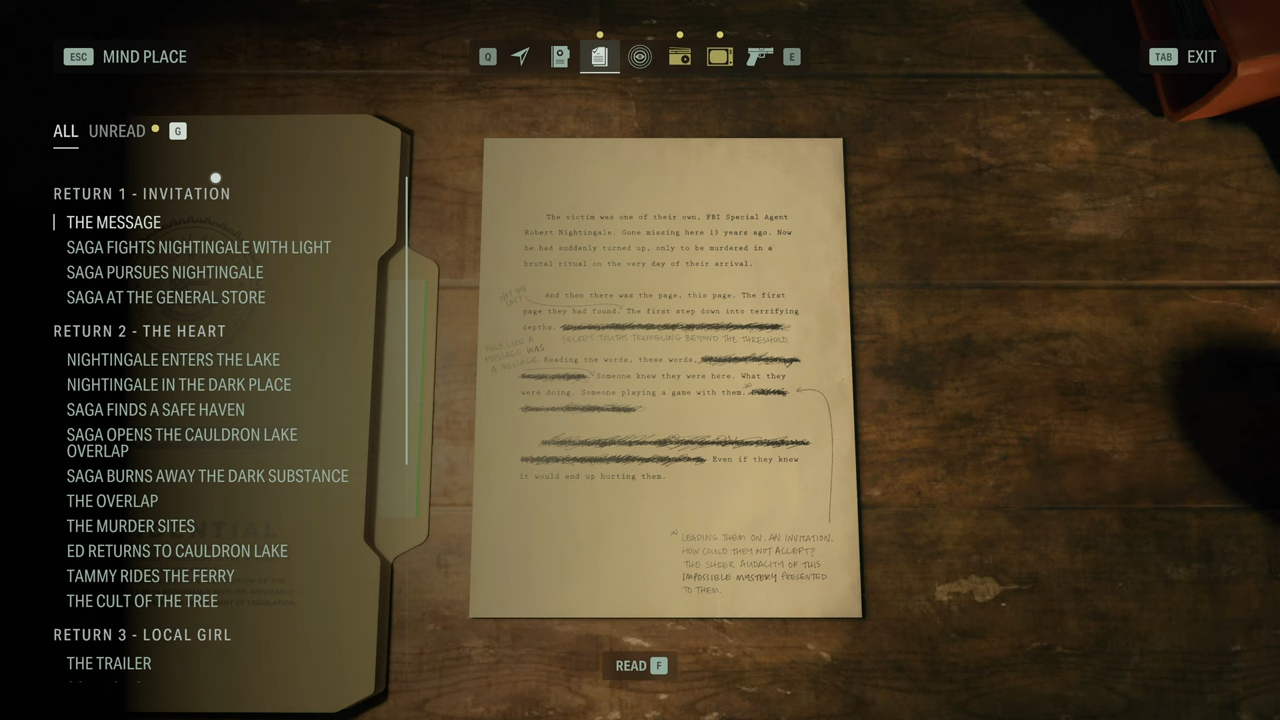 ESC MIND PLACE
Q
E
TAB EXIT
ALL UNREAD G
RETURN 1 - INVITATION
THE MESSAGE
SAGA FIGHTS NIGHTINGALE WITH LIGHT
SAGA PURSUES NIGHTINGALE
SAGA AT THE GENERAL STORE
RETURN 2 - THE HEART
NIGHTINGALE ENTERS THE LAKE
NIGHTINGALE IN THE DARK PLACE
SAGA FINDS A SAFE HAVEN
SAGA OPENS THE CAULDRON LAKE
OVERLAP
SAGA BURNS AWAY THE DARK SUBSTANCE
THE OVERLAP
THE MURDER SITES
ED RETURNS TO CAULDRON LAKE
TAMMY RIDES THE FERRY
THE CULT OF THE TREE
RETURN 3 - LOCAL GIRL
THE TRAILER
The victim was one of their own, FBI Special Agent
Robert Nightingale. Gone missing here 13 years ago. Now
he had suddenly turned up, only to be murdered in a
brutal ritual on the very day of their arrival.
And then there was the page, this page. The first
page they had found. The first step down into terrifying
depths.
SECRET TRUTHS TREMBLING BEYOND THE THRESHOLD.
MESSAGE WAS
A MESSAGE.
Reading the words, these words,
Someone knew they were here. What they
were doing. Someone playing a game with them.
Even if they knew
it would end up hurting them.
LEADING THEM ON, AN INVITATION.
HOW COULD THEY NOT ACCEPT?
THE SHEER AUDACITY OF THIS
IMPOSSIBLE MYSTERY PRESENTED
TO THEM.
READ F